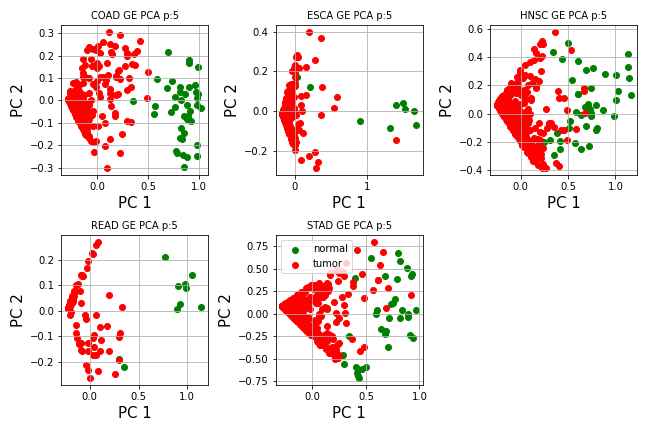 COAD GE PCA p:5
ESCA GE PCA p:5
HNSC GE PCA p:5
PC 2
0.3
0.2
0.1
0.0
−0.1
−0.2
−0.3
0.0
0.5
1.0
PC 1
PC 2
0.4
0.2
0.0
−0.2
0
1
PC 1
PC 2
0.6
0.4
0.2
0.0
−0.2
−0.4
0.0
0.5
1.0
PC 1
READ GE PCA p:5
STAD GE PCA p:5
PC 2
0.2
0.1
0.0
−0.1
−0.2
0.0
0.5
1.0
PC 1
PC 2
0.75
0.50
0.25
0.00
−0.25
−0.50
−0.75
normal
tumor
0.0
0.5
1.0
PC 1